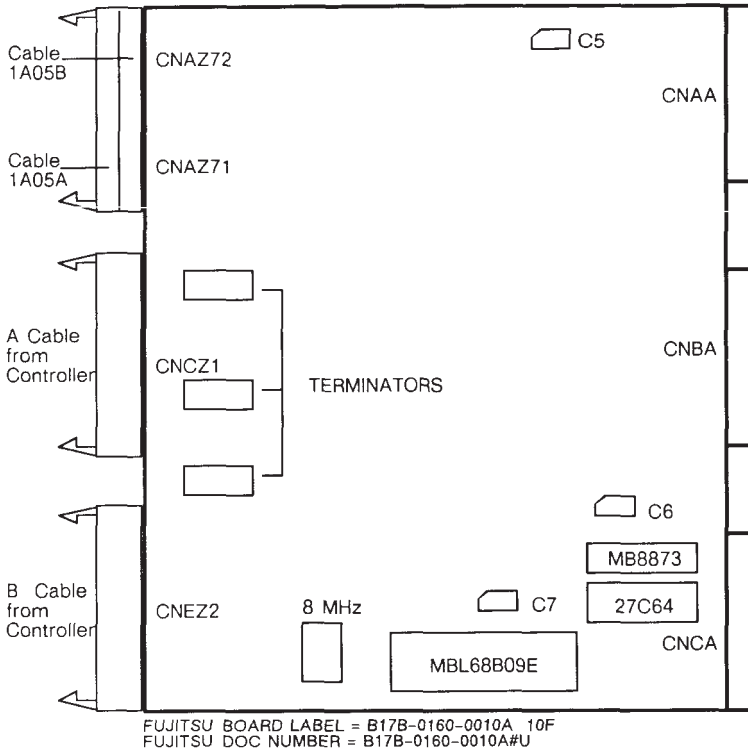 C5
Cable
1A05B
CNAZ72
CNAA
Cable
1A05A
CNAZ71
A Cable
from
Controller
CNCZ1
TERMINATORS
CNBA
C6
MB8873
27C64
B Cable
from
Controller
CNEZ2
8 MHz
C7
MBL68B09E
CNCA
FUJITSU BOARD LABEL = B17B-0160-0010A 10F
FUJITSU DOC NUMBER = B17B-0160-0010A#U